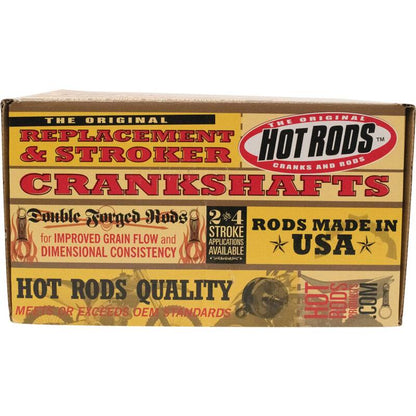 THE ORIGINAL
REPLACEMENT
& STROKER
CRANKSHAFTS
THE ORIGINAL
HOT RODS™
CRANKS AND RODS
Double Forged Rods
for IMPROVED GRAIN FLOW and
DIMENSIONAL CONSISTENCY
2 4
STROKE
APPLICATIONS
AVAILABLE
RODS MADE IN
USA
HOT RODS QUALITY
MEETS OR EXCEEDS OEM STANDARDS
HOT
RODS
.COM